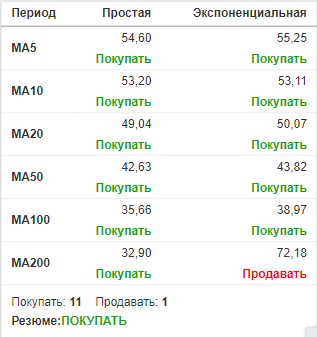 Период Простая Экспоненциальная
MA5 54,60 55,25
Покупать Покупать
MA10 53,20 53,11
Покупать Покупать
MA20 49,04 50,07
Покупать Покупать
MA50 42,63 43,82
Покупать Покупать
MA100 35,66 38,97
Покупать Покупать
MA200 32,90 72,18
Покупать Продавать
Покупать: 11 Продавать: 1
Резюме:ПОКУПАТЬ